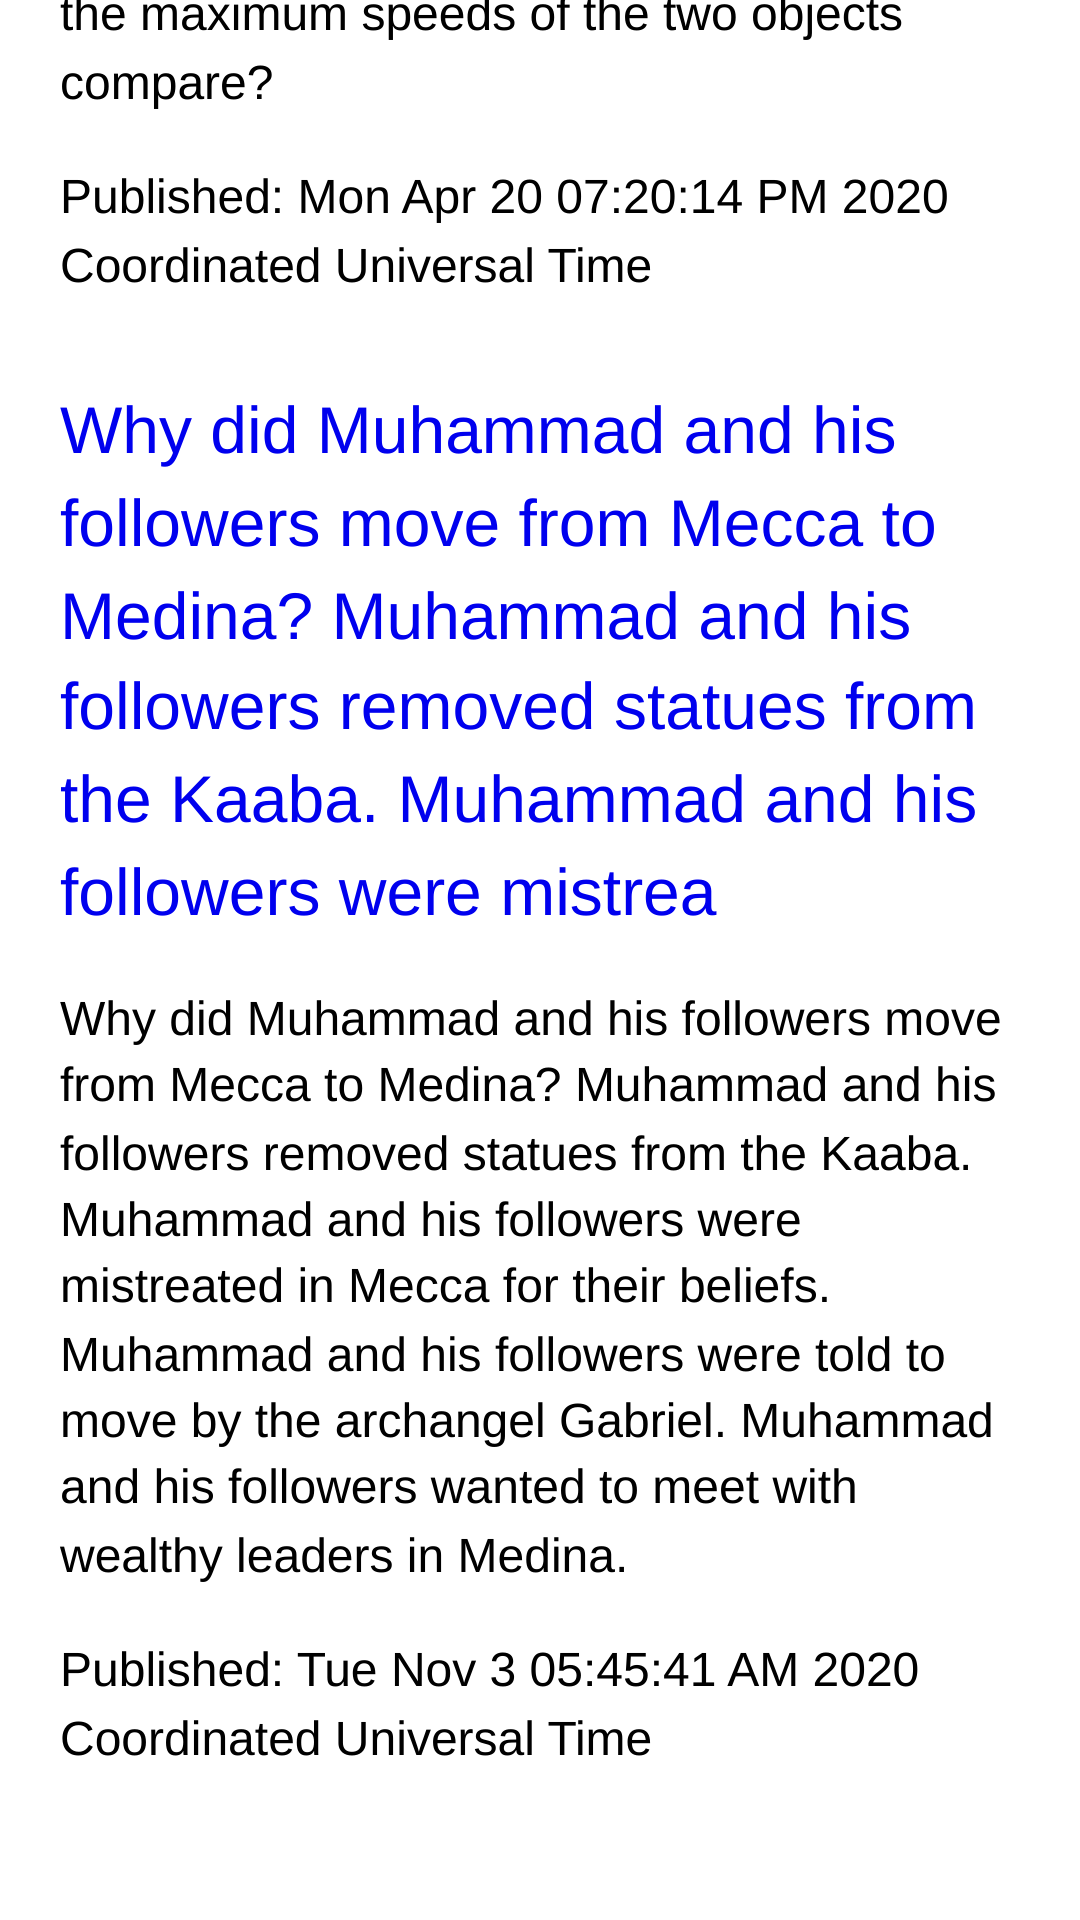 the maximum speeds of the two objects
compare?
Published: Mon Apr 20 07:20:14 PM 2020
Coordinated Universal Time
Why did Muhammad and his
followers move from Mecca to
Medina? Muhammad and his
followers removed statues from
the Kaaba. Muhammad and his
followers were mistrea
Why did Muhammad and his followers move
from Mecca to Medina? Muhammad and his
followers removed statues from the Kaaba.
Muhammad and his followers were
mistreated in Mecca for their beliefs.
Muhammad and his followers were told to
move by the archangel Gabriel. Muhammad
and his followers wanted to meet with
wealthy leaders in Medina.
Published: Tue Nov 3 05:45:41 AM 2020
Coordinated Universal Time